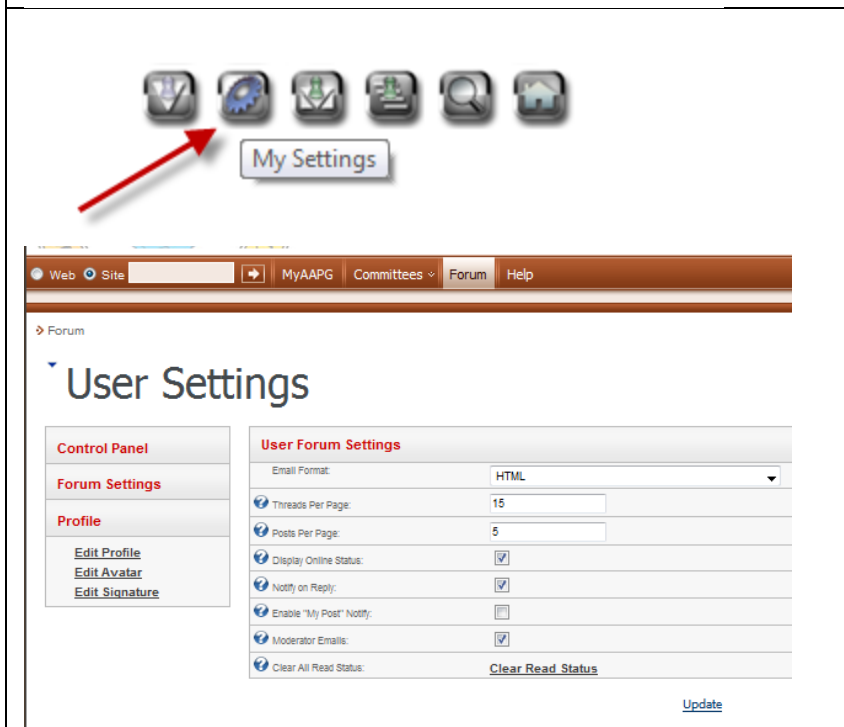 My Settings
Web Site MyAAPG Committees Forum Help
Forum
User Settings
Control Panel
Forum Settings
Profile
Edit Profile
Edit Avatar
Edit Signature
User Forum Settings
Email Format: HTML
Threads Per Page: 15
Posts Per Page: 5
Display Online Status:
Notify on Reply:
Enable "My Post" Notify:
Moderator Emails:
Clear All Read Status: Clear Read Status
Update